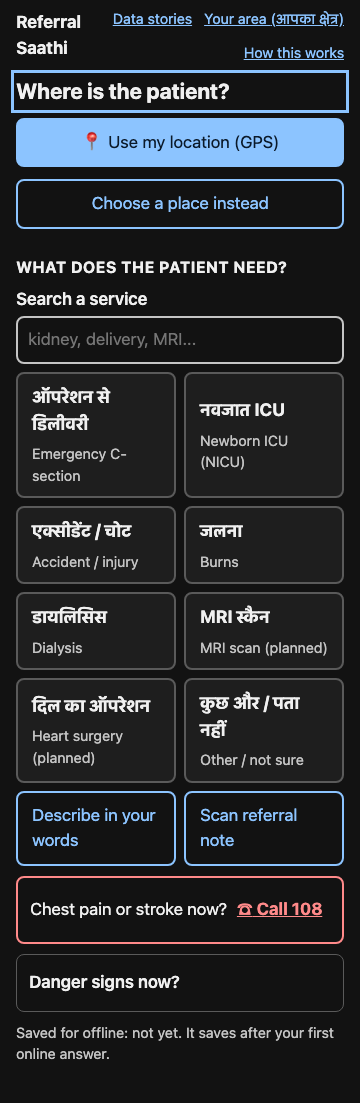 Referral
Saathi
Data stories
Your area (आपका क्षेत्र)
How this works
Where is the patient?
📍 Use my location (GPS)
Choose a place instead
WHAT DOES THE PATIENT NEED?
Search a service
kidney, delivery, MRI...
ऑपरेशन से
डिलीवरी
Emergency C-
section
नवजात ICU
Newborn ICU
(NICU)
एक्सीडेंट / चोट
Accident / injury
जलना
Burns
डायलिसिस
Dialysis
MRI स्कैन
MRI scan (planned)
दिल का ऑपरेशन
Heart surgery
(planned)
कुछ और / पता
नहीं
Other / not sure
Describe in your
words
Scan referral
note
Chest pain or stroke now? ☎ Call 108
Danger signs now?
Saved for offline: not yet. It saves after your first
online answer.